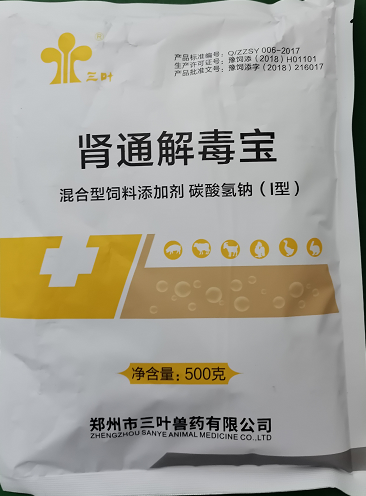 三叶
®
产品标准编号：Q/ZZSY 006-2017
生产许可证号：豫饲添（2018）H01101
产品批准文号：豫饲添字（2018）216017
肾通解毒宝
混合型饲料添加剂 碳酸氢钠（I型）
净含量：500克
郑州市三叶兽药有限公司
ZHENGZHOU SANYE ANIMAL MEDICINE CO.,LTD